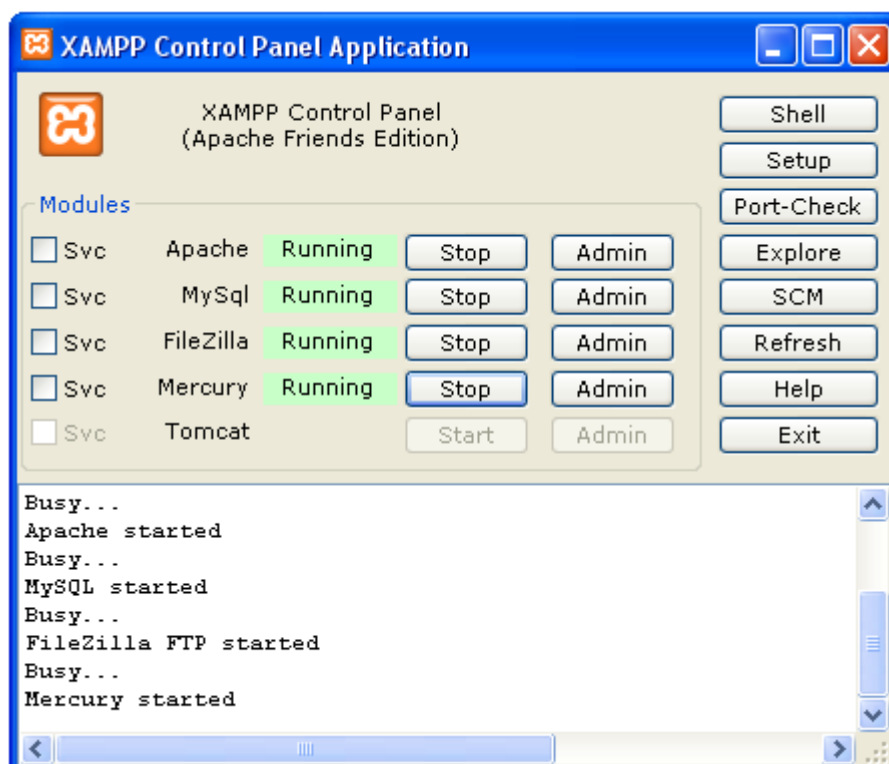 XAMPP Control Panel Application
XAMPP Control Panel
(Apache Friends Edition)
Shell
Setup
Port-Check
Explore
SCM
Refresh
Help
Exit
Modules
Svc Apache Running Stop Admin
Svc MySql Running Stop Admin
Svc FileZilla Running Stop Admin
Svc Mercury Running Stop Admin
Svc Tomcat Start Admin
Busy...
Apache started
Busy...
MySQL started
Busy...
FileZilla FTP started
Busy...
Mercury started